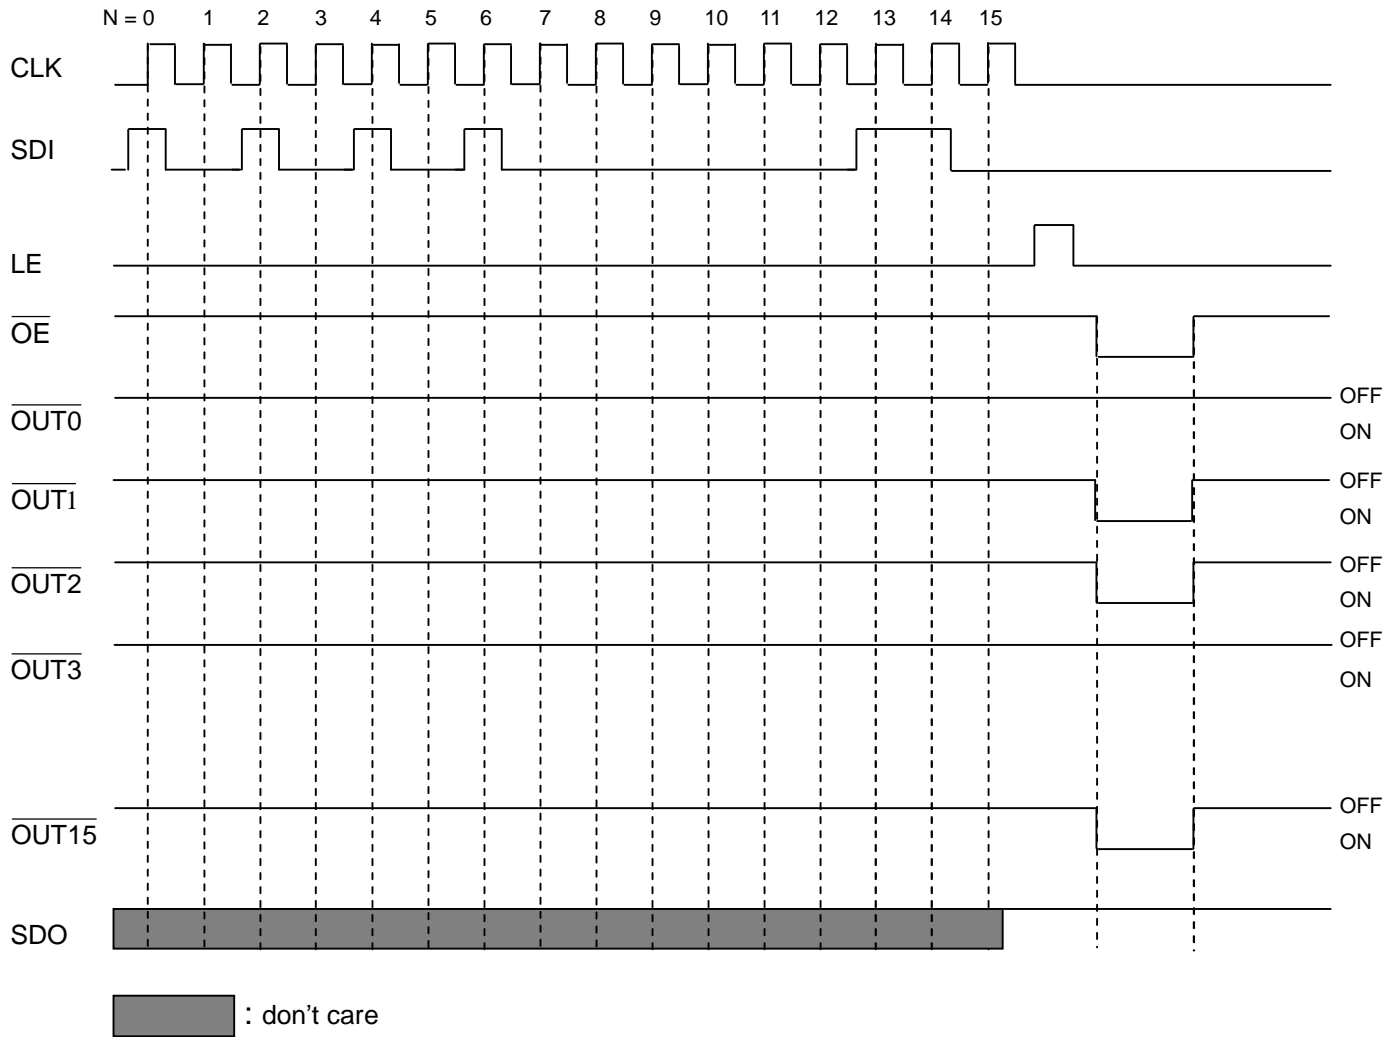 N = 0 1 2 3 4 5 6 7 8 9 10 11 12 13 14 15
CLK
SDI
LE
OE
OUT0
OFF
ON
OUT1
OFF
ON
OUT2
OFF
ON
OUT3
OFF
ON
OUT15
OFF
ON
SDO
: don't care